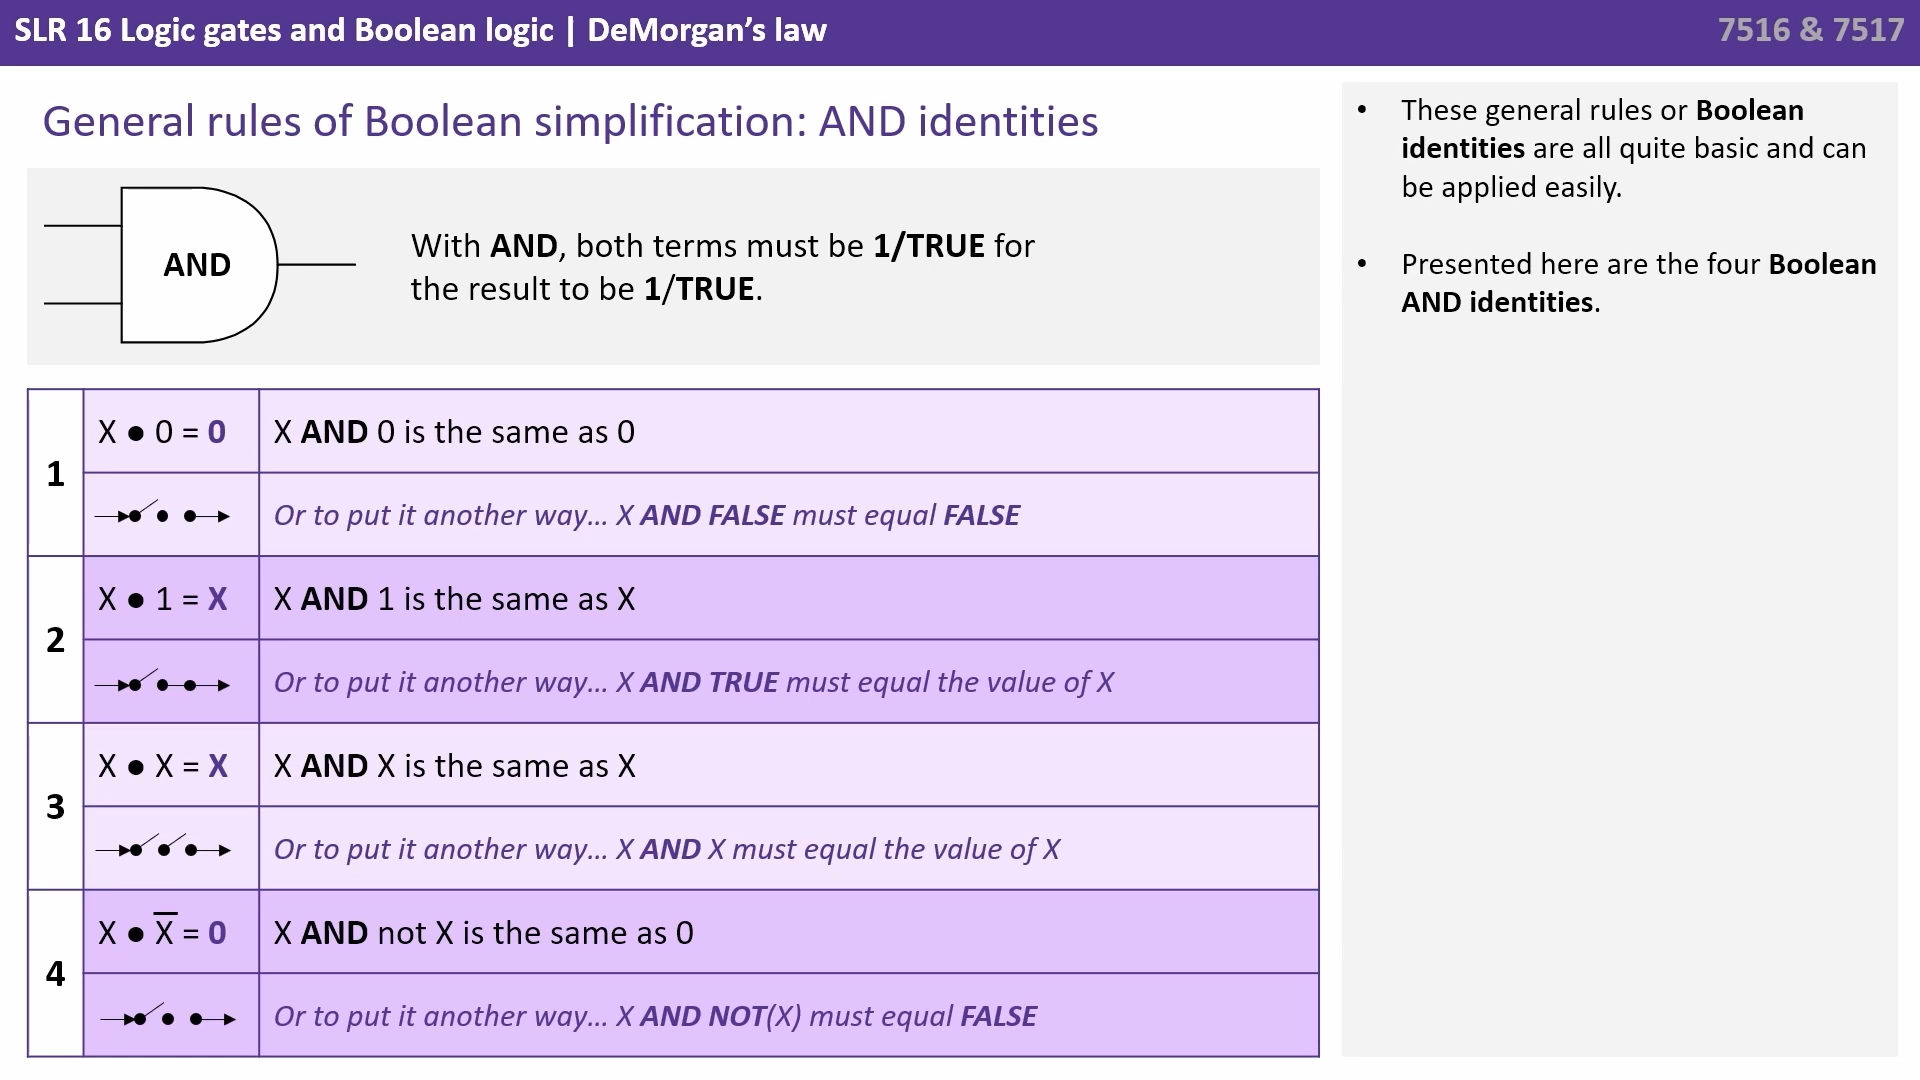 SLR 16 Logic gates and Boolean logic | DeMorgan’s law
7516 & 7517
General rules of Boolean simplification: AND identities
AND
With AND, both terms must be 1/TRUE for
the result to be 1/TRUE.
1
X ● 0 = 0
X AND 0 is the same as 0
Or to put it another way… X AND FALSE must equal FALSE
2
X ● 1 = X
X AND 1 is the same as X
Or to put it another way… X AND TRUE must equal the value of X
3
X ● X = X
X AND X is the same as X
Or to put it another way… X AND X must equal the value of X
4
X ● X̅ = 0
X AND not X is the same as 0
Or to put it another way… X AND NOT(X) must equal FALSE
• These general rules or Boolean
identities are all quite basic and can
be applied easily.
• Presented here are the four Boolean
AND identities.